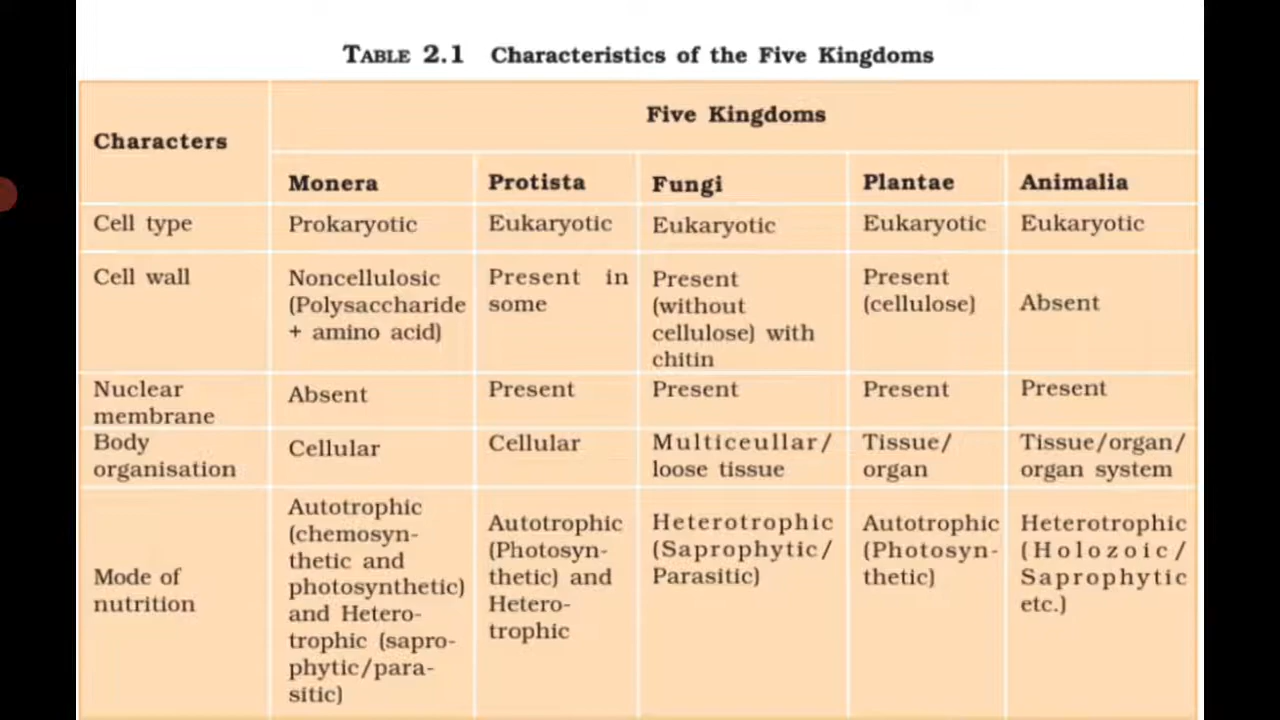 TABLE 2.1 Characteristics of the Five Kingdoms
Characters
Five Kingdoms
Monera
Protista
Fungi
Plantae
Animalia
Cell type
Prokaryotic
Eukaryotic
Eukaryotic
Eukaryotic
Eukaryotic
Cell wall
Noncellulosic
(Polysaccharide
+ amino acid)
Present in
some
Present
(without
cellulose) with
chitin
Present
(cellulose)
Absent
Nuclear
membrane
Absent
Present
Present
Present
Present
Body
organisation
Cellular
Cellular
Multiceullar/
loose tissue
Tissue/
organ
Tissue/organ/
organ system
Mode of
nutrition
Autotrophic
(chemosyn-
thetic and
photosynthetic)
and Hetero-
trophic (sapro-
phytic/para-
sitic)
Autotrophic
(Photosyn-
thetic) and
Hetero-
trophic
Heterotrophic
(Saprophytic/
Parasitic)
Autotrophic
(Photosyn-
thetic)
Heterotrophic
(Holozoic/
Saprophytic
etc.)